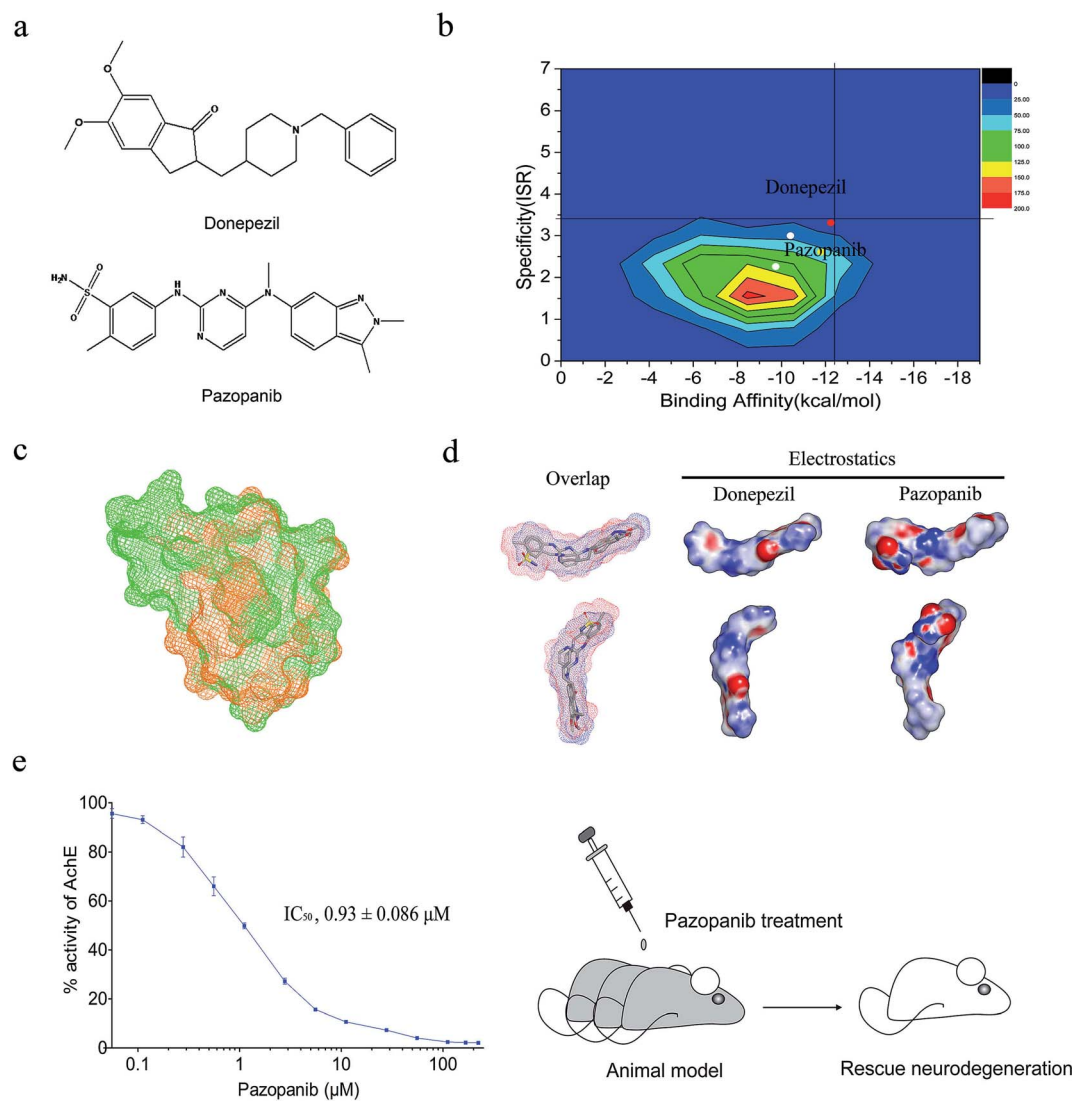 a
O
O
O
N
Donepezil
H₂N
O
S
O
H
N
N
N
N
N
N
Pazopanib
b
7
6
5
4
3
2
1
0
Specificity(ISR)
Donepezil
Pazopanib
0 -2 -4 -6 -8 -10 -12 -14 -16 -18
Binding Affinity(kcal/mol)
0
25.00
50.00
75.00
100.0
125.0
150.0
175.0
200.0
c
d
Overlap
Electrostatics
Donepezil
Pazopanib
e
100
80
60
40
20
0
% activity of AchE
IC₅₀ , 0.93 ± 0.086 µM
0.1 1 10 100
Pazopanib (µM)
Pazopanib treatment
Animal model
Rescue neurodegeneration